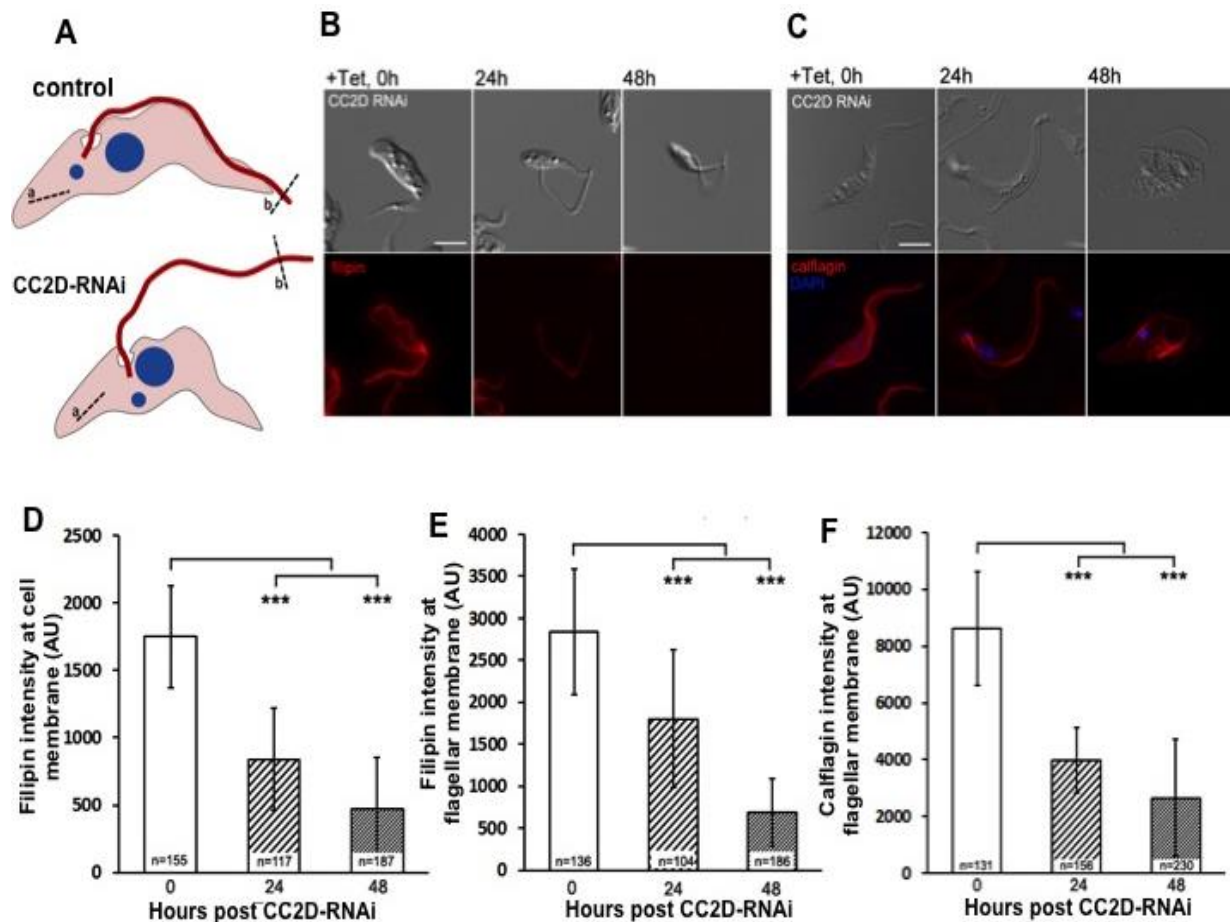 A
control
a
b
CC2D-RNAi
a
b
B
+Tet, 0h 24h 48h
CC2D RNAi
filipin
C
+Tet, 0h 24h 48h
CC2D RNAi
calflagin
DAPI
D
Filipin intensity at cell
membrane (AU)
2500
2000
1500
1000
500
0
*** ***
n=155 n=117 n=187
0 24 48
Hours post CC2D-RNAi
E
Filipin intensity at
flagellar membrane (AU)
4000
3500
3000
2500
2000
1500
1000
500
0
*** ***
n=136 n=104 n=186
0 24 48
Hours post CC2D-RNAi
F
Calflagin intensity at
flagellar membrane (AU)
12000
10000
8000
6000
4000
2000
0
*** ***
n=131 n=156 n=230
0 24 48
Hours post CC2D-RNAi